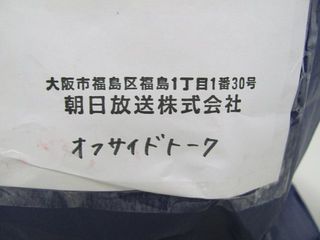 大阪市福島区福島1丁目1番30号
朝日放送株式会社
オフサイドトーク